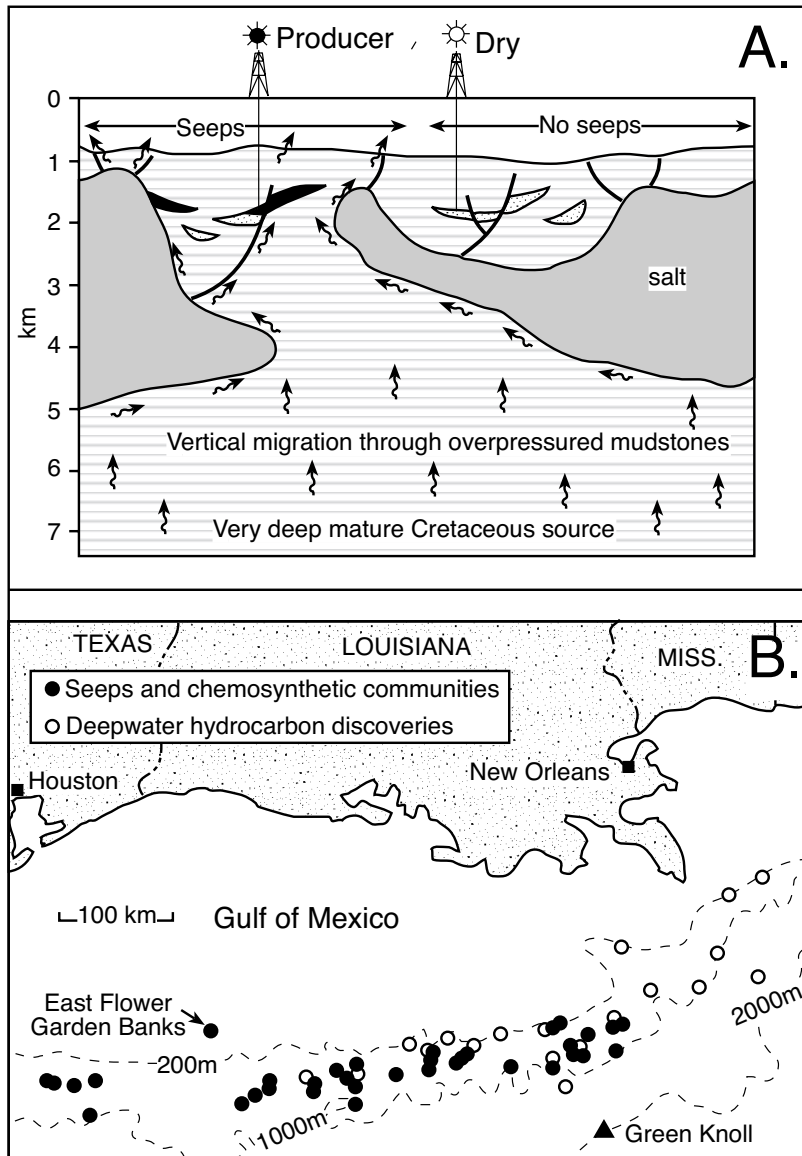 Producer
Dry
A.
0
Seeps
No seeps
1
2
3
salt
km
4
5
Vertical migration through overpressured mudstones
6
Very deep mature Cretaceous source
7
TEXAS
LOUISIANA
MISS.
B.
Seeps and chemosynthetic communities
Deepwater hydrocarbon discoveries
Houston
New Orleans
100 km
Gulf of Mexico
East Flower
Garden Banks
200m
2000m
1000m
Green Knoll